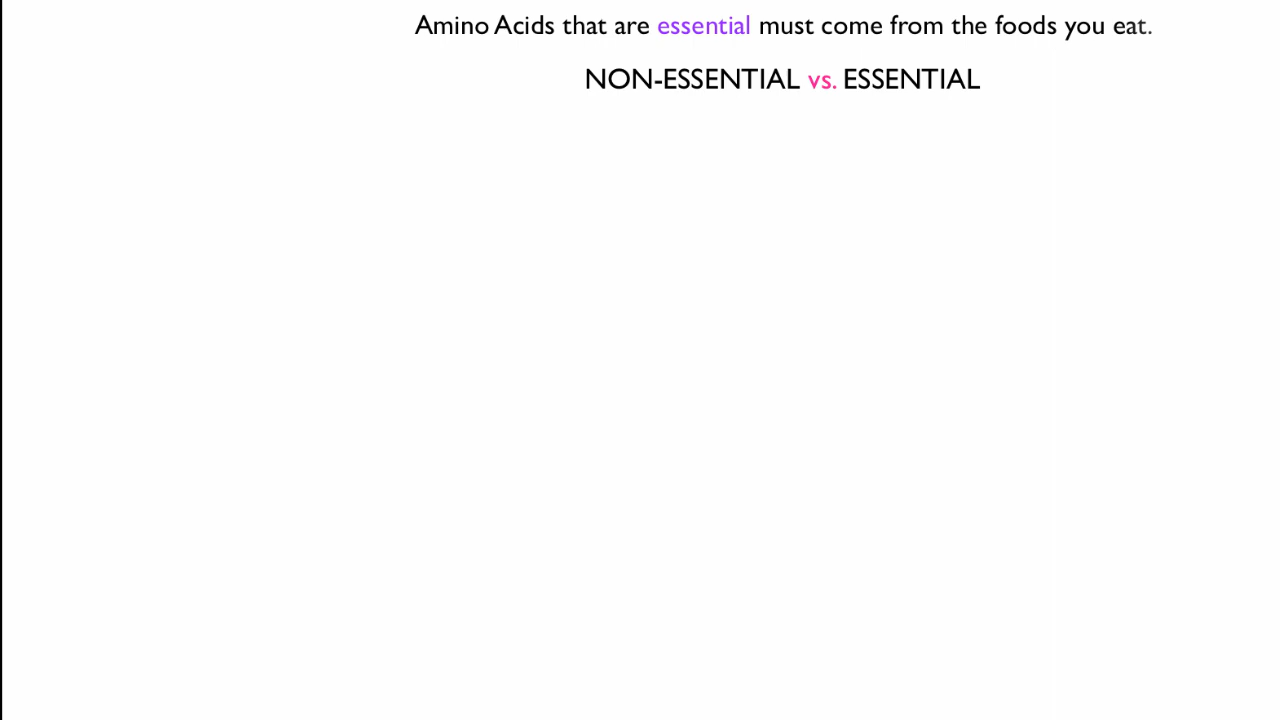 Amino Acids that are essential must come from the foods you eat.
NON-ESSENTIAL vs. ESSENTIAL